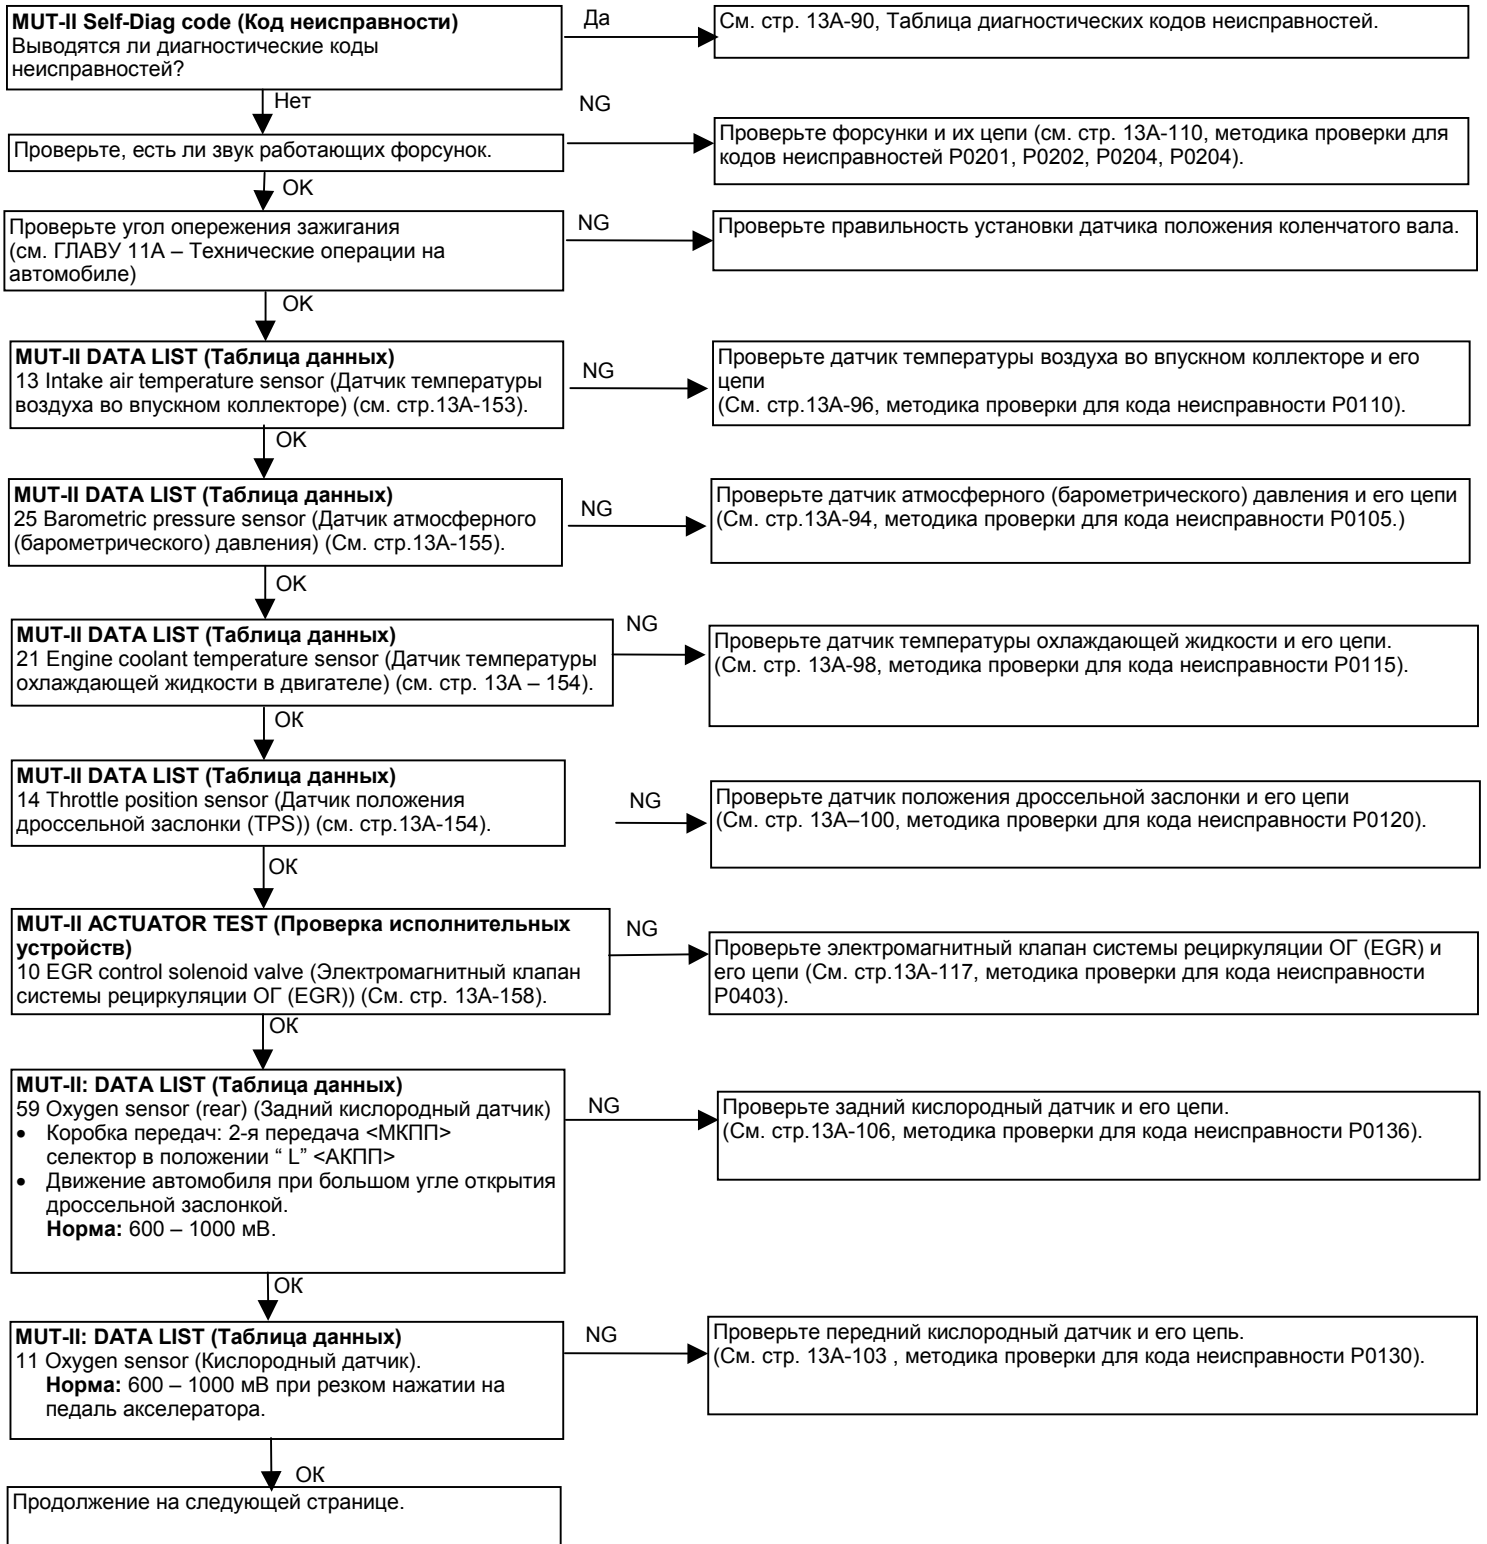 MUT-II Self-Diag code (Код неисправности)
Выводятся ли диагностические коды
неисправностей?
Да
См. стр. 13А-90, Таблица диагностических кодов неисправностей.
Нет
Проверьте, есть ли звук работающих форсунок.
NG
Проверьте форсунки и их цепи (см. стр. 13А-110, методика проверки для
кодов неисправностей P0201, P0202, P0204, P0204).
OK
Проверьте угол опережения зажигания
(см. ГЛАВУ 11А – Технические операции на
автомобиле)
NG
Проверьте правильность установки датчика положения коленчатого вала.
OK
MUT-II DATA LIST (Таблица данных)
13 Intake air temperature sensor (Датчик температуры
воздуха во впускном коллекторе) (см. стр.13А-153).
NG
Проверьте датчик температуры воздуха во впускном коллекторе и его
цепи
(См. стр.13А-96, методика проверки для кода неисправности P0110).
OK
MUT-II DATA LIST (Таблица данных)
25 Barometric pressure sensor (Датчик атмосферного
(барометрического) давления) (См. стр.13А-155).
NG
Проверьте датчик атмосферного (барометрического) давления и его цепи
(См. стр.13А-94, методика проверки для кода неисправности P0105.)
OK
MUT-II DATA LIST (Таблица данных)
21 Engine coolant temperature sensor (Датчик температуры
охлаждающей жидкости в двигателе) (см. стр. 13А – 154).
NG
Проверьте датчик температуры охлаждающей жидкости и его цепи.
(См. стр. 13А-98, методика проверки для кода неисправности P0115).
OK
MUT-II DATA LIST (Таблица данных)
14 Throttle position sensor (Датчик положения
дроссельной заслонки (TPS)) (см. стр.13А-154).
NG
Проверьте датчик положения дроссельной заслонки и его цепи
(См. стр. 13А–100, методика проверки для кода неисправности P0120).
OK
MUT-II ACTUATOR TEST (Проверка исполнительных
устройств)
10 EGR control solenoid valve (Электромагнитный клапан
системы рециркуляции ОГ (EGR)) (См. стр. 13А-158).
NG
Проверьте электромагнитный клапан системы рециркуляции ОГ (EGR) и
его цепи (См. стр.13А-117, методика проверки для кода неисправности
P0403).
OK
MUT-II: DATA LIST (Таблица данных)
59 Oxygen sensor (rear) (Задний кислородный датчик)
• Коробка передач: 2-я передача <МКПП>
селектор в положении “ L” <АКПП>
• Движение автомобиля при большом угле открытия
дроссельной заслонкой.
Норма: 600 – 1000 мВ.
NG
Проверьте задний кислородный датчик и его цепи.
(См. стр.13А-106, методика проверки для кода неисправности P0136).
OK
MUT-II: DATA LIST (Таблица данных)
11 Oxygen sensor (Кислородный датчик).
Норма: 600 – 1000 мВ при резком нажатии на
педаль акселератора.
NG
Проверьте передний кислородный датчик и его цепь.
(См. стр. 13А-103 , методика проверки для кода неисправности P0130).
OK
Продолжение на следующей странице.